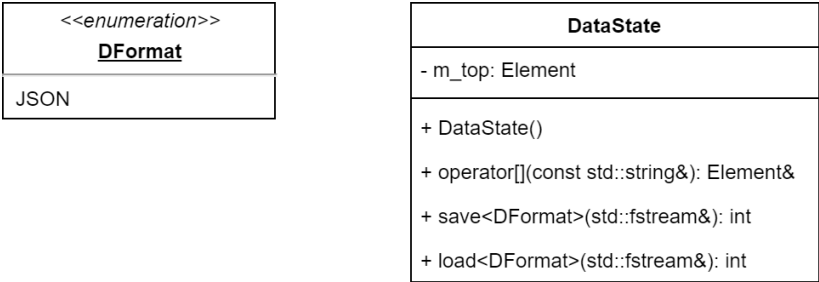 <<enumeration>>
DFormat
JSON
DataState
- m_top: Element
+ DataState()
+ operator[](const std::string&): Element&
+ save<DFormat>(std::fstream&): int
+ load<DFormat>(std::fstream&): int